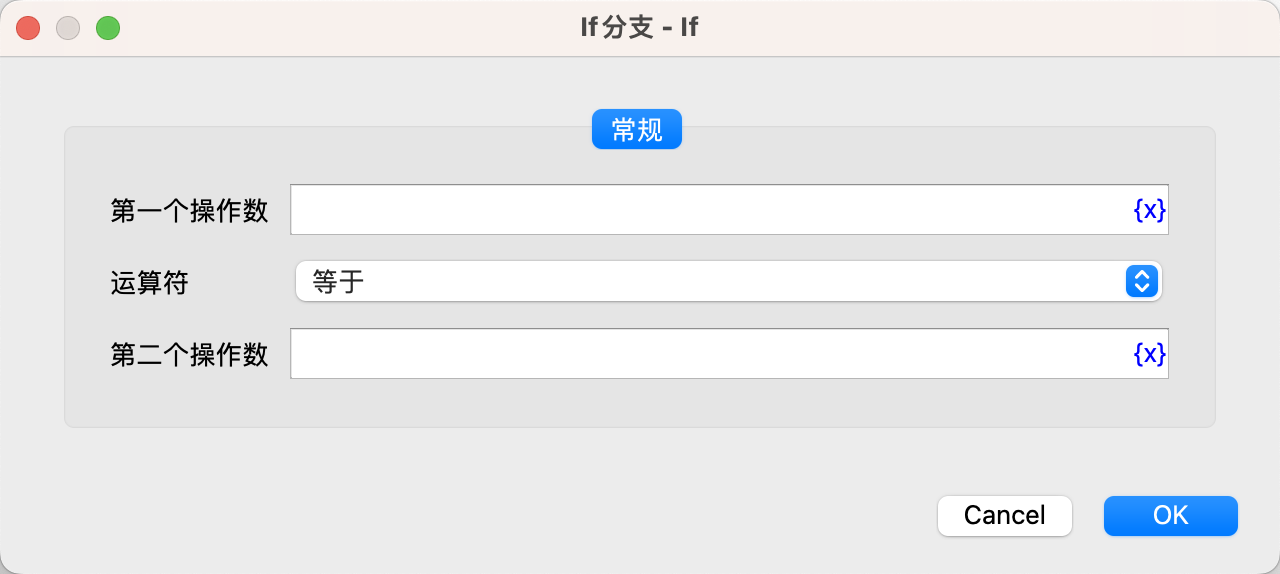 If分支 - If
常规
第一个操作数 {x}
运算符 等于
第二个操作数 {x}
Cancel OK